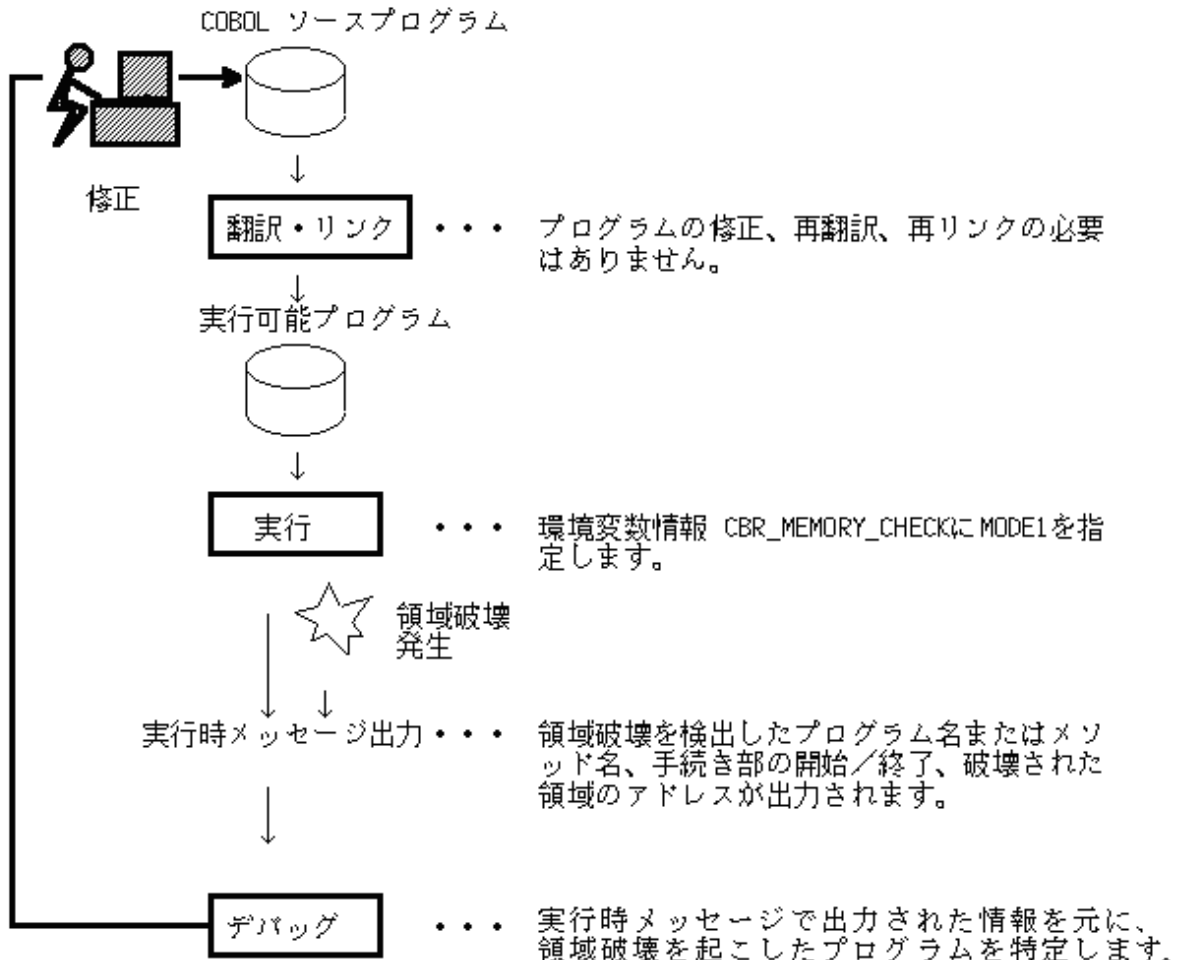 COBOL ソースプログラム
修正
翻訳・リンク ・・・ プログラムの修正、再翻訳、再リンクの必要
はありません。
実行可能プログラム
実行 ・・・ 環境変数情報 CBR_MEMORY_CHECKに MODE1を指
定します。
領域破壊
発生
実行時メッセージ出力・・・ 領域破壊を検出したプログラム名またはメソ
ッド名、手続き部の開始／終了、破壊された
領域のアドレスが出力されます。
デバッグ ・・・ 実行時メッセージで出力された情報を元に、
領域破壊を起こしたプログラムを特定します。